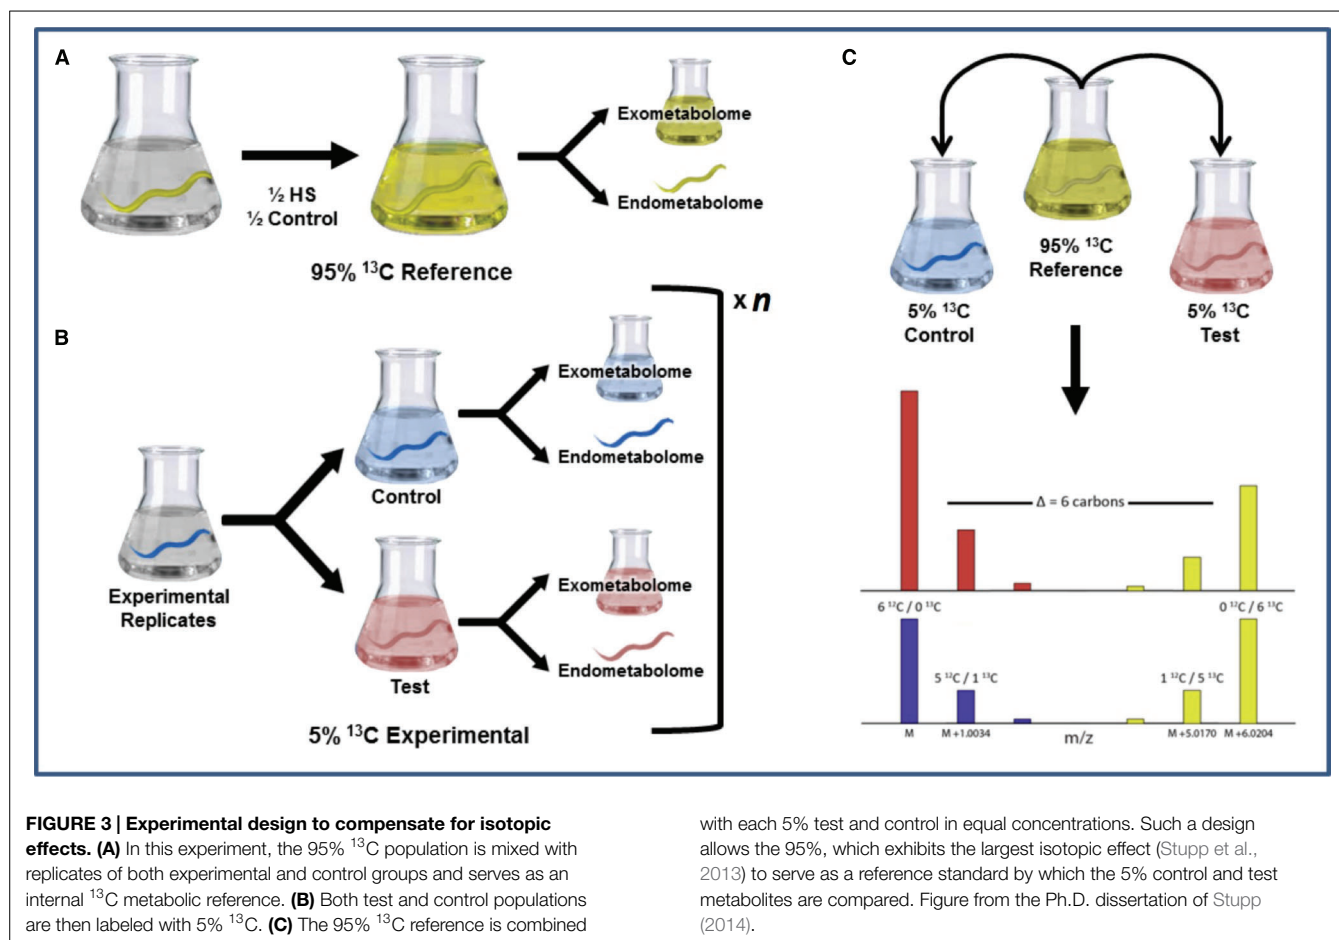 A
Exometabolome
½ HS
½ Control
Endometabolome
95% ¹³C Reference
B
x n
Exometabolome
Endometabolome
Control
Experimental
Replicates
Exometabolome
Endometabolome
Test
5% ¹³C Experimental
C
95% ¹³C
Reference
5% ¹³C
Control
5% ¹³C
Test
Δ = 6 carbons
6 ¹²C / 0 ¹³C
0 ¹²C / 6 ¹³C
5 ¹²C / 1 ¹³C
1 ¹²C / 5 ¹³C
M
M +1.0034
m/z
M +5.0170
M +6.0204
FIGURE 3 | Experimental design to compensate for isotopic
effects. (A) In this experiment, the 95% ¹³C population is mixed with
replicates of both experimental and control groups and serves as an
internal ¹³C metabolic reference. (B) Both test and control populations
are then labeled with 5% ¹³C. (C) The 95% ¹³C reference is combined
with each 5% test and control in equal concentrations. Such a design
allows the 95%, which exhibits the largest isotopic effect (Stupp et al.,
2013) to serve as a reference standard by which the 5% control and test
metabolites are compared. Figure from the Ph.D. dissertation of Stupp
(2014).